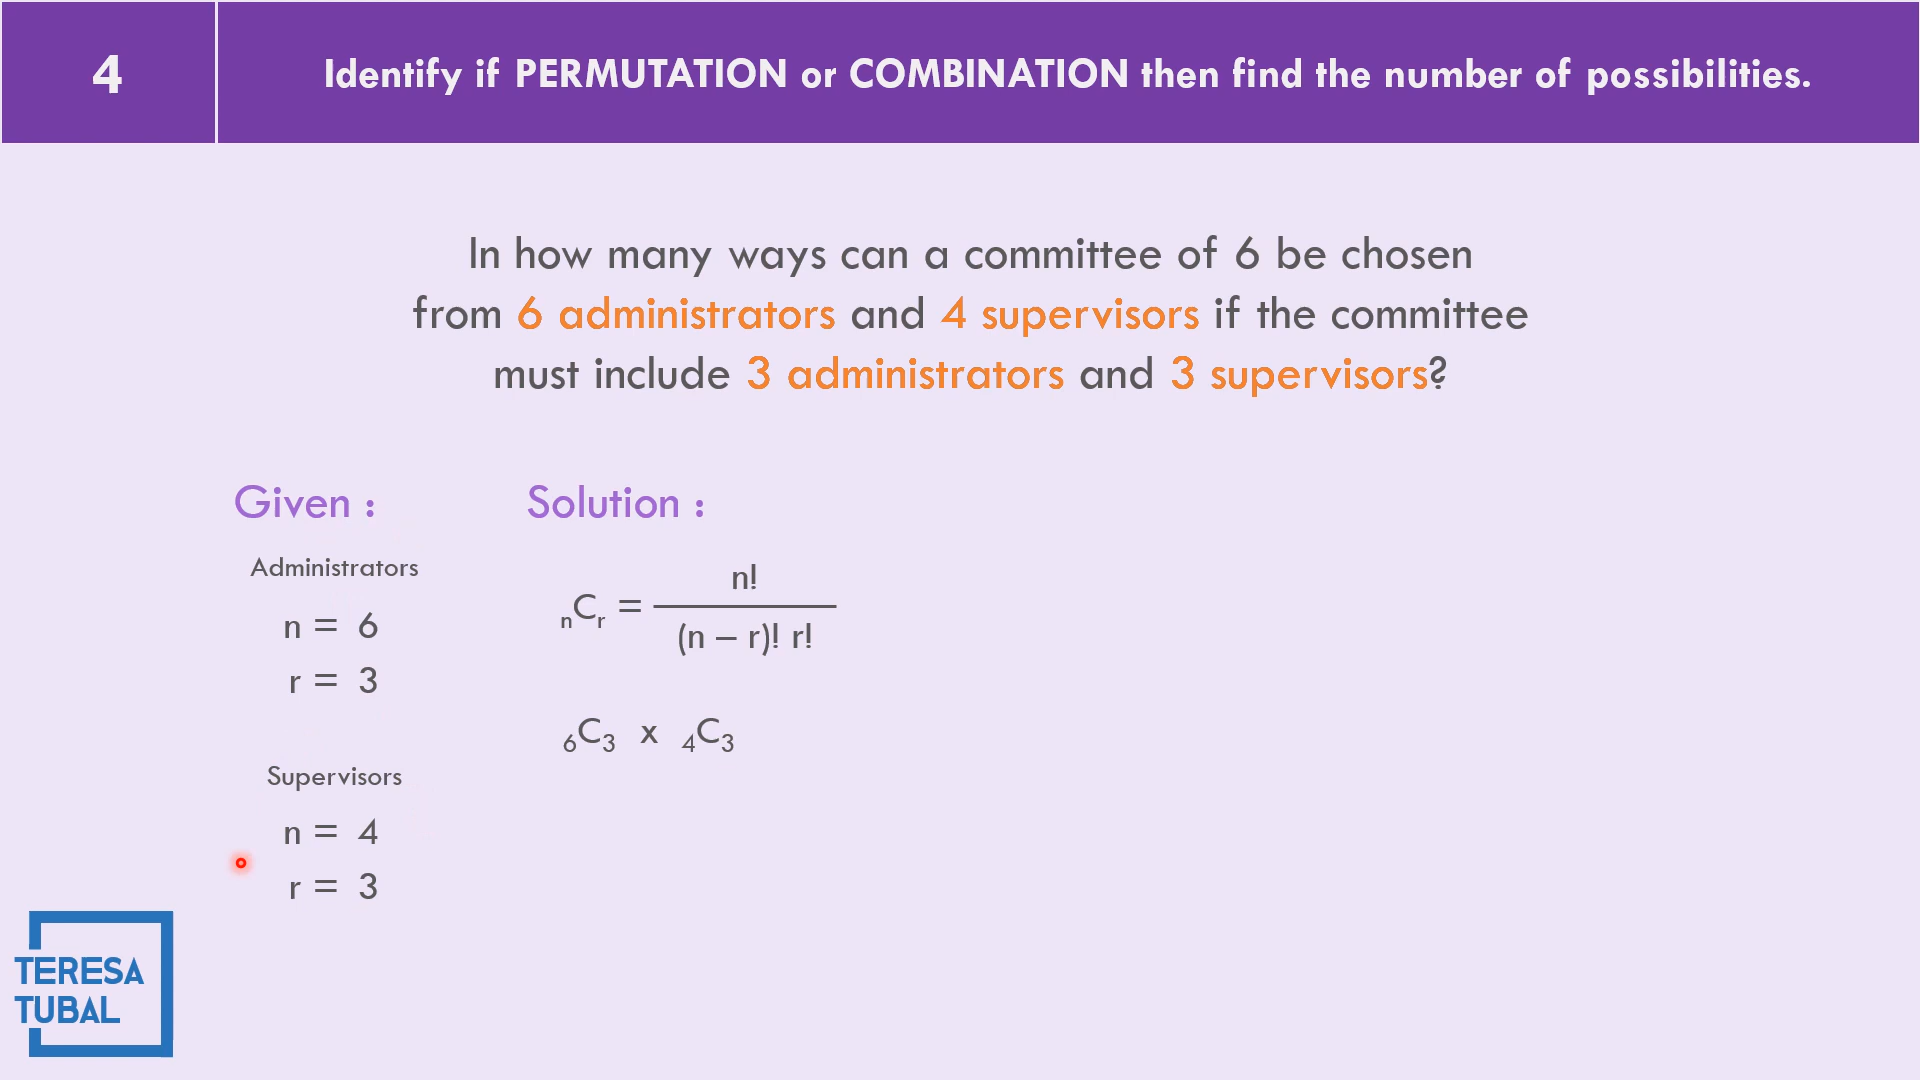 4
Identify if PERMUTATION or COMBINATION then find the number of possibilities.
In how many ways can a committee of 6 be chosen
from 6 administrators and 4 supervisors if the committee
must include 3 administrators and 3 supervisors?
Given :
Administrators
n = 6
r = 3
Supervisors
n = 4
r = 3
Solution :
nCr = n! / (n – r)! r!
6C3 x 4C3
TERESA
TUBAL